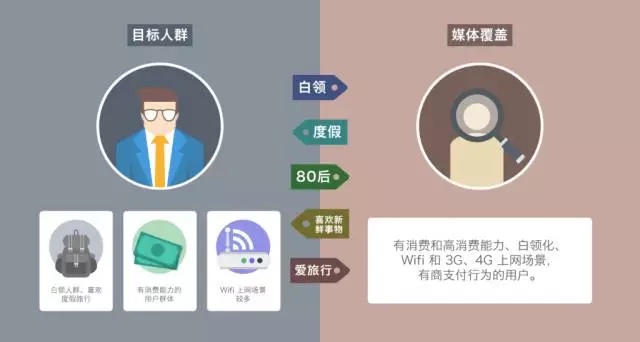 目标人群
媒体覆盖
白领
度假
80后
喜欢新
鲜事物
爱旅行
白领人群、喜欢
度假旅行
有消费能力的
用户群体
Wifi 上网场景
较多
有消费和高消费能力、白领化、
Wifi 和 3G、4G 上网场景，
有商支付行为的用户。